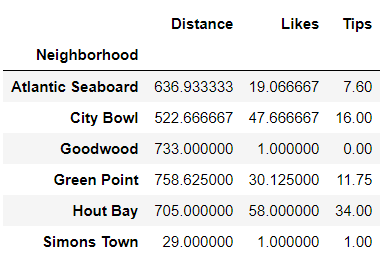 Distance Likes Tips
Neighborhood
Atlantic Seaboard 636.933333 19.066667 7.60
City Bowl 522.666667 47.666667 16.00
Goodwood 733.000000 1.000000 0.00
Green Point 758.625000 30.125000 11.75
Hout Bay 705.000000 58.000000 34.00
Simons Town 29.000000 1.000000 1.00